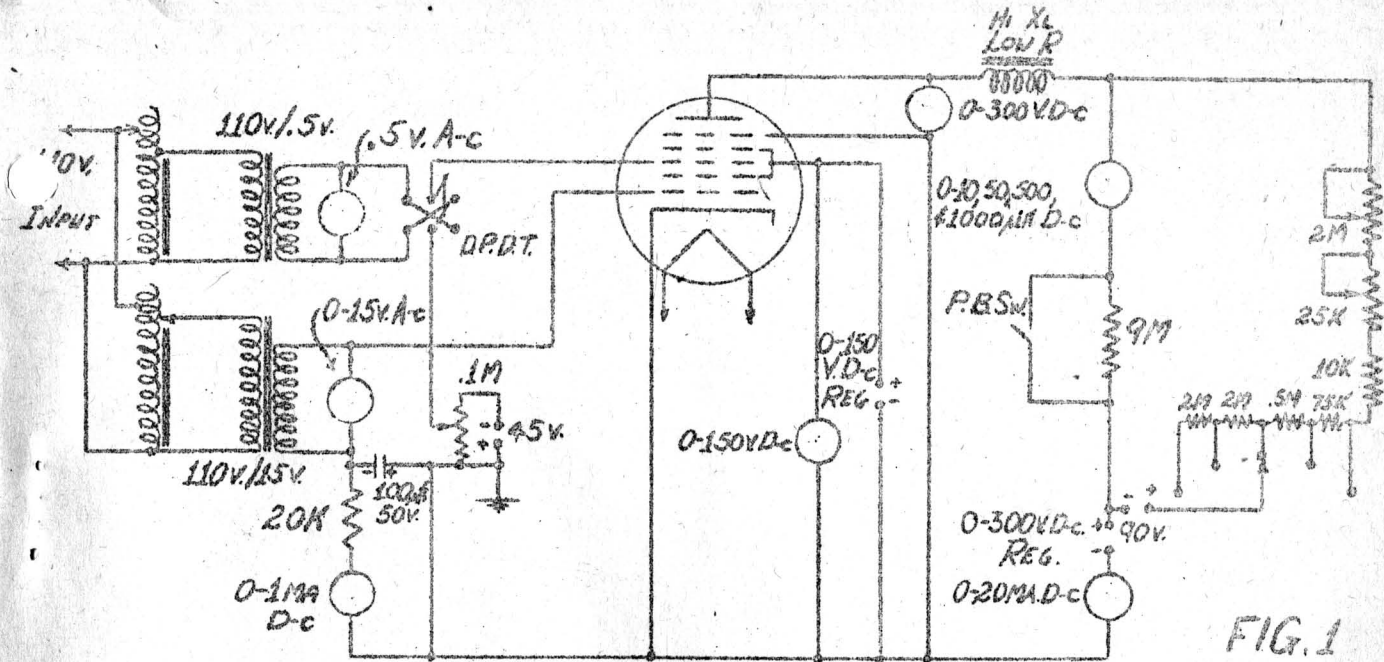 HI XL
LOW R
0-300V.D-C
110V/.5V.
.5V. A-C
INPUT
D.P.D.T.
0-10,50,500,
&1000µA D-C
2M
25K
10K
P.B.SW.
9M
0-15V.A-C
.1M
0-150
V.D-C
REG.
+
-
2M 2M .5M 75K
45V.
-
+
0-150V.D-C
110V./15V.
100µf
50V.
20K
0-300V.D-C.
REG.
+
-
- +
90V.
0-1MA
D-C
0-20MA.D-C
FIG. 1